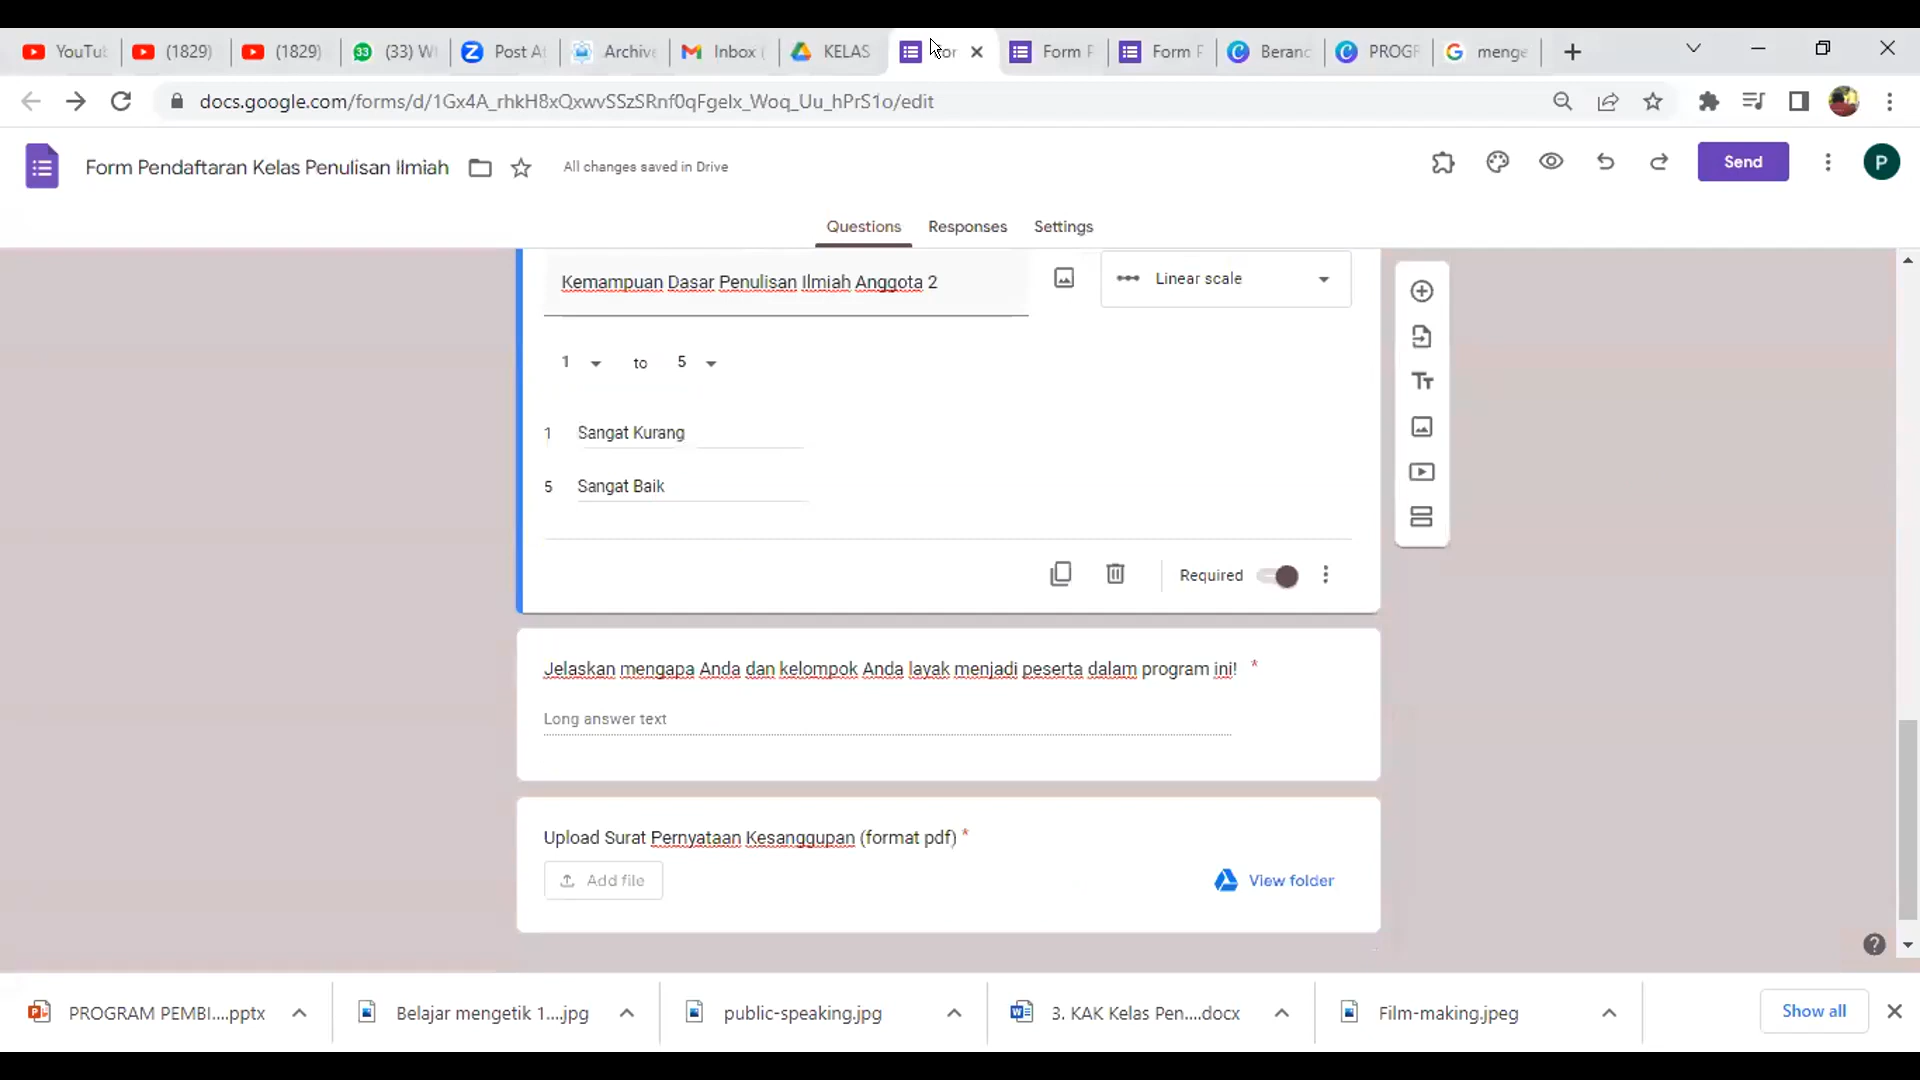 YouTu
(1829)
(1829)
(33) W
Post A
Archive
Inbox (
KELAS
For
Form P
Form P
Beranc
PROGR
menge
docs.google.com/forms/d/1Gx4A_rhkH8xQxwvSSzSRnf0qFgelx_Woq_Uu_hPrS1o/edit
Form Pendaftaran Kelas Penulisan Ilmiah
All changes saved in Drive
Send
P
Questions
Responses
Settings
Kemampuan Dasar Penulisan Ilmiah Anggota 2
Linear scale
1 to 5
1 Sangat Kurang
5 Sangat Baik
Required
Jelaskan mengapa Anda dan kelompok Anda layak menjadi peserta dalam program ini! *
Long answer text
Upload Surat Pernyataan Kesanggupan (format pdf) *
Add file
View folder
PROGRAM PEMBI....pptx
Belajar mengetik 1....jpg
public-speaking.jpg
3. KAK Kelas Pen....docx
Film-making.jpeg
Show all